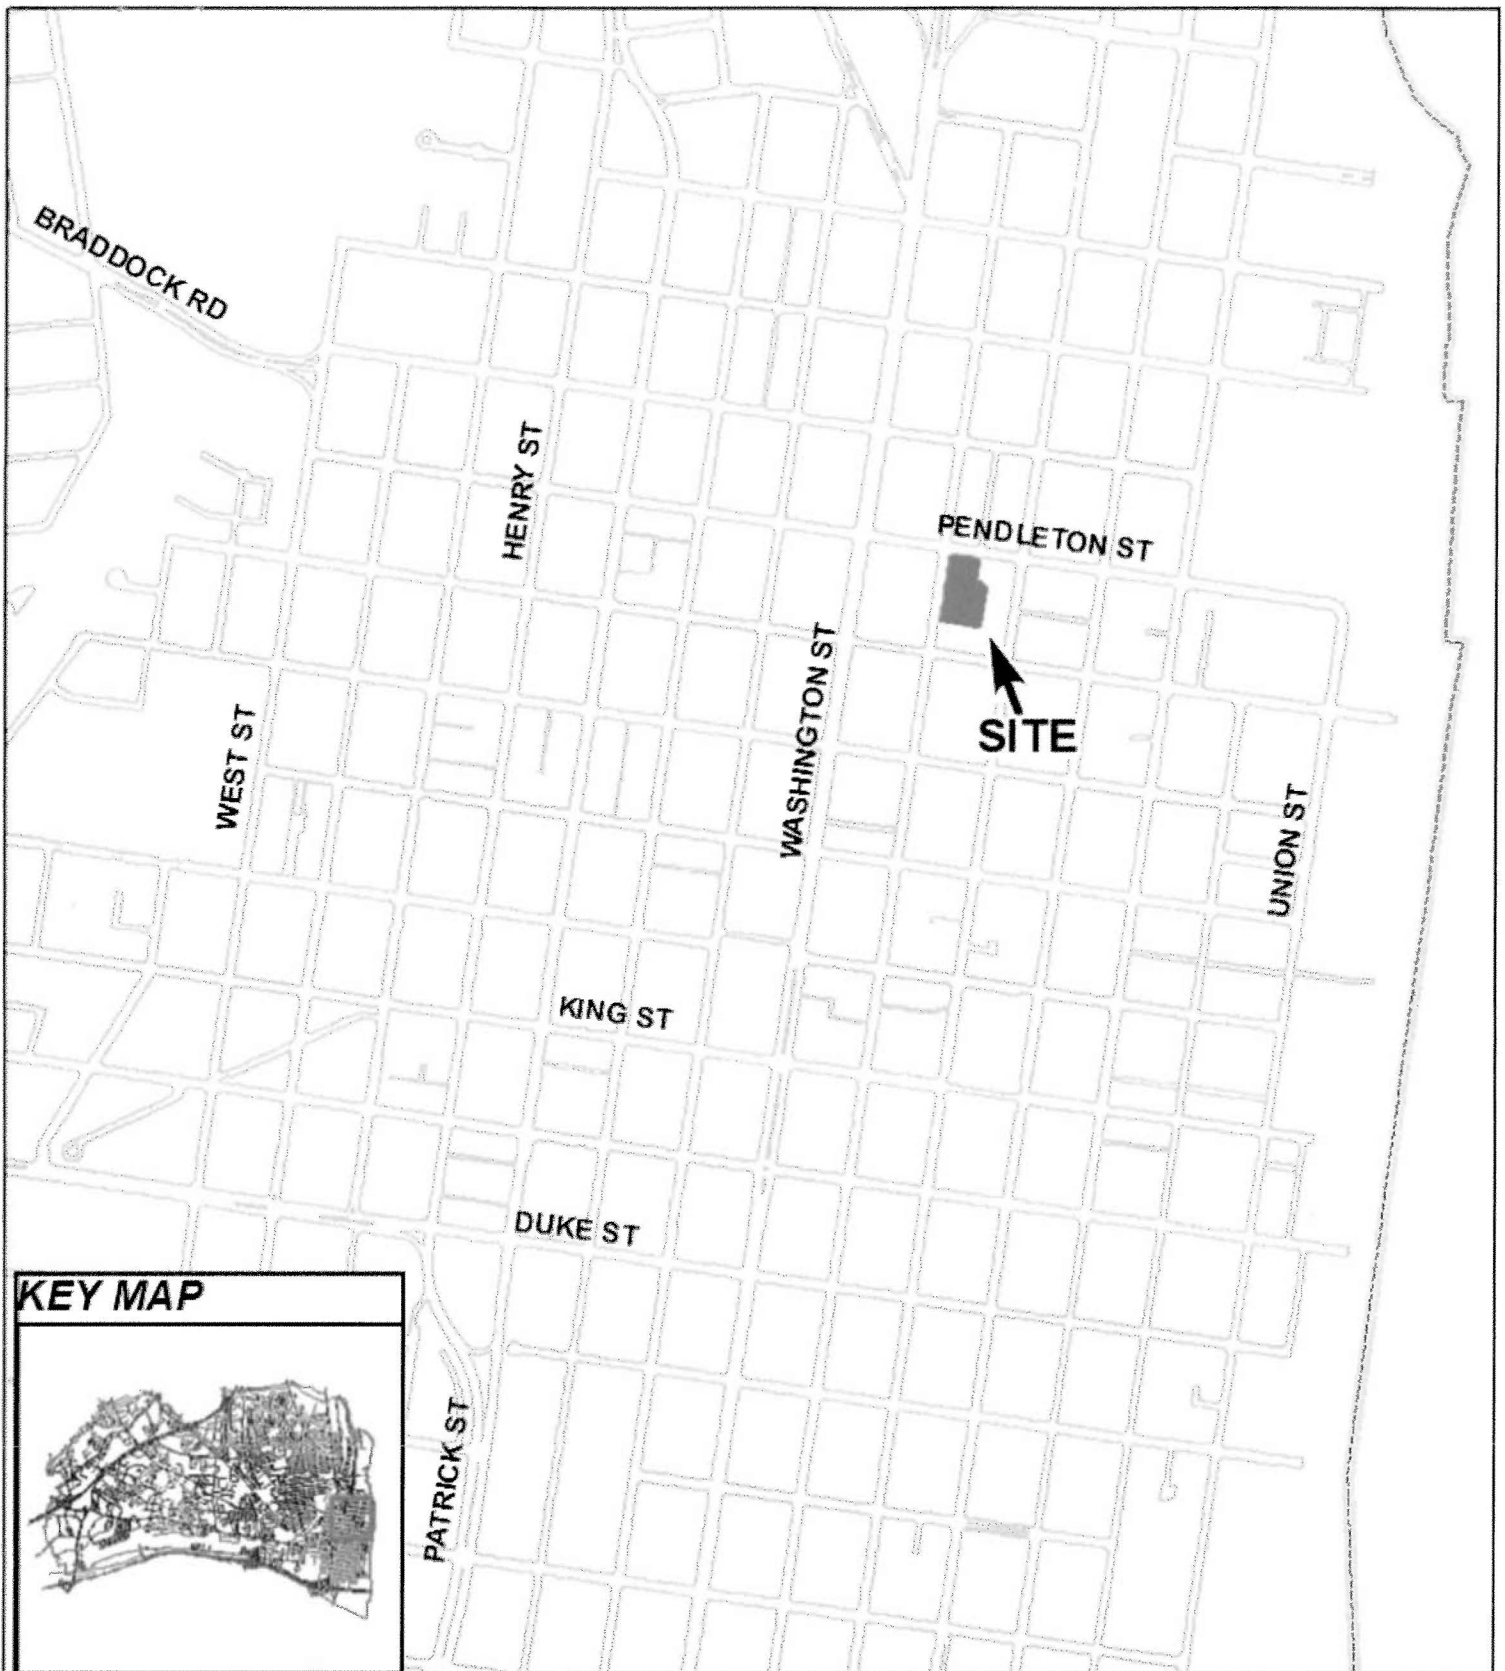 BRADDOCK RD
HENRY ST
PENDLETON ST
WASHINGTON ST
SITE
WEST ST
UNION ST
KING ST
DUKE ST
KEY MAP
PATRICK ST